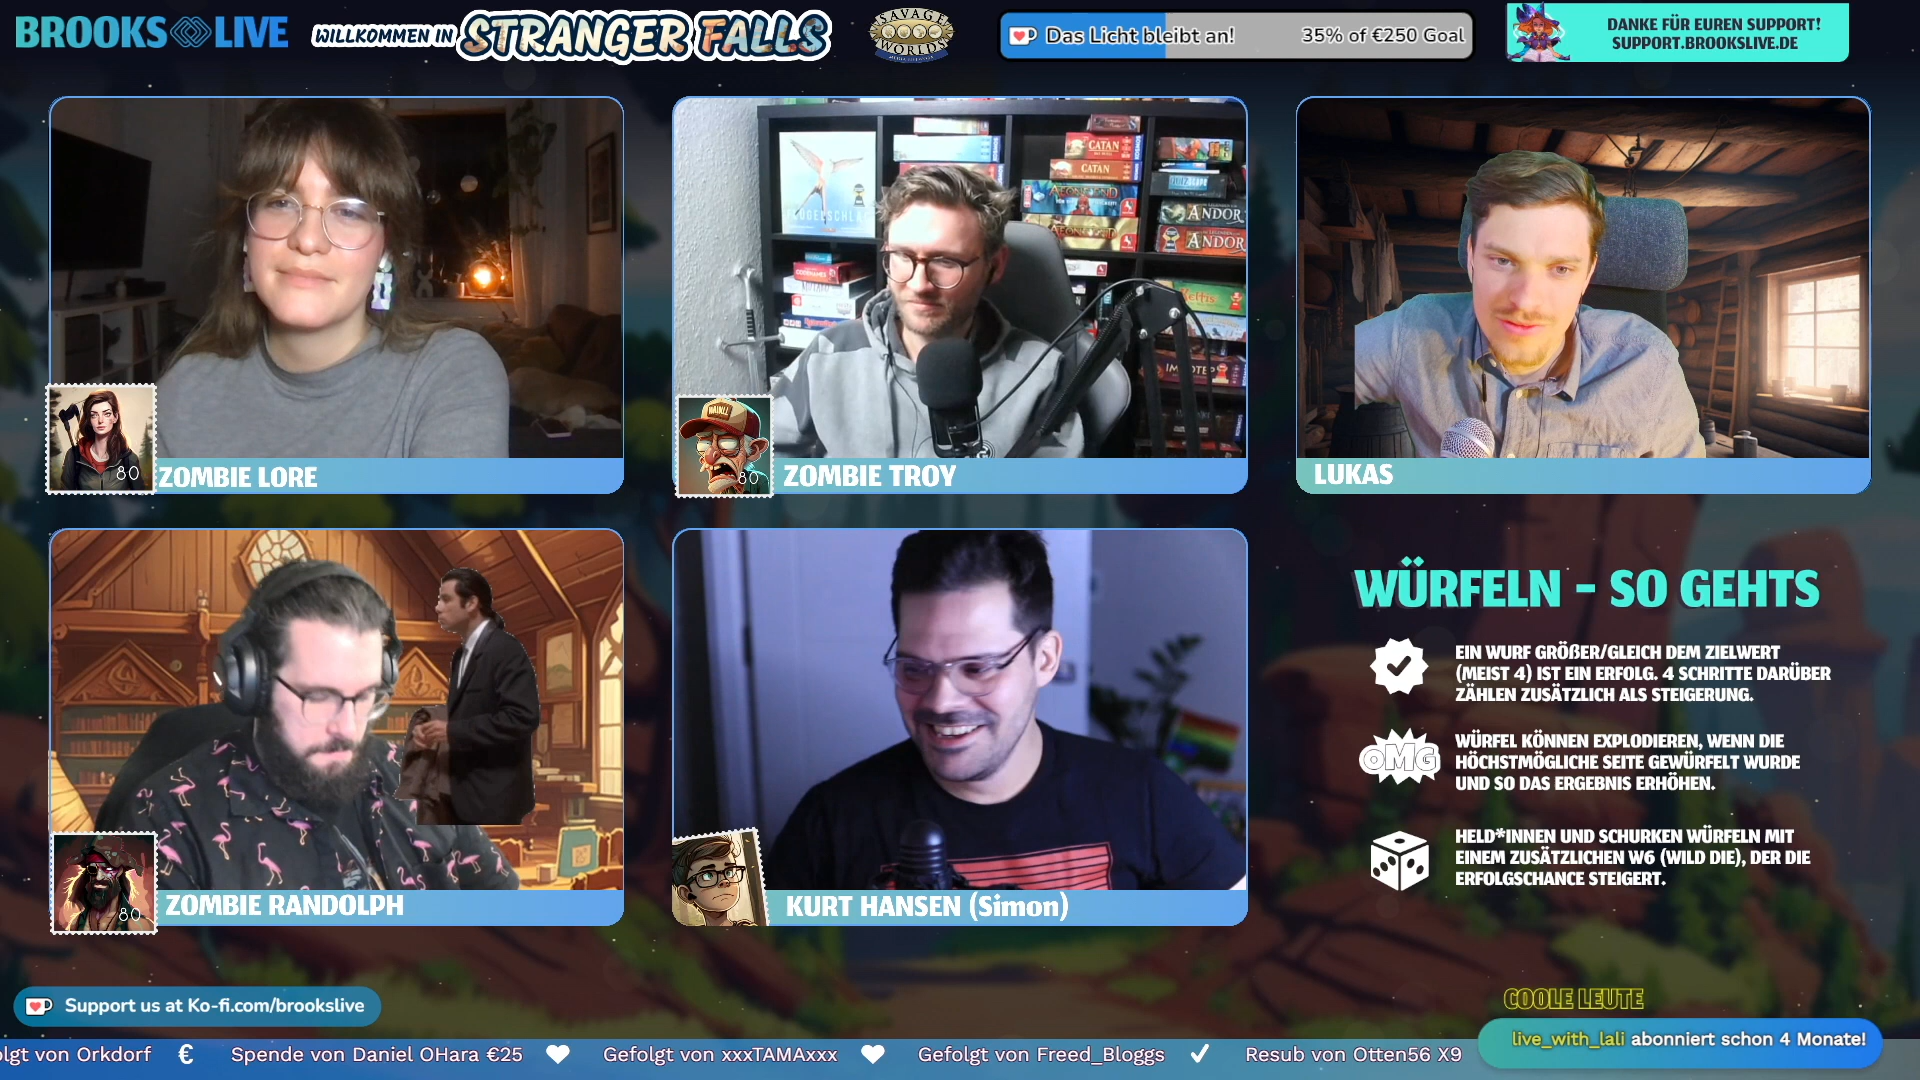 BROOKS LIVE
WILLKOMMEN IN STRANGER FALLS
SAVAGE WORLDS
Das Licht bleibt an! 35% of €250 Goal
DANKE FÜR EUREN SUPPORT!
SUPPORT.BROOKSLIVE.DE
CATAN
CATAN
ANDOR
ANDOR
Keltis
80
ZOMBIE LORE
80
ZOMBIE TROY
LUKAS
WÜRFELN - SO GEHTS
EIN WURF GRÖßER/GLEICH DEM ZIELWERT
(MEIST 4) IST EIN ERFOLG. 4 SCHRITTE DARÜBER
ZÄHLEN ZUSÄTZLICH ALS STEIGERUNG.
OMG
WÜRFEL KÖNNEN EXPLODIEREN, WENN DIE
HÖCHSTMÖGLICHE SEITE GEWÜRFELT WURDE
UND SO DAS ERGEBNIS ERHÖHEN.
HELD*INNEN UND SCHURKEN WÜRFELN MIT
EINEM ZUSÄTZLICHEN W6 (WILD DIE), DER DIE
ERFOLGSCHANCE STEIGERT.
80
ZOMBIE RANDOLPH
KURT HANSEN (Simon)
Support us at Ko-fi.com/brookslive
COOLE LEUTE
live_with_lali abonniert schon 4 Monate!
olgt von Orkdorf € Spende von Daniel OHara €25 Gefolgt von xxxTAMAxxx Gefolgt von Freed_Bloggs Resub von Otten56 X9